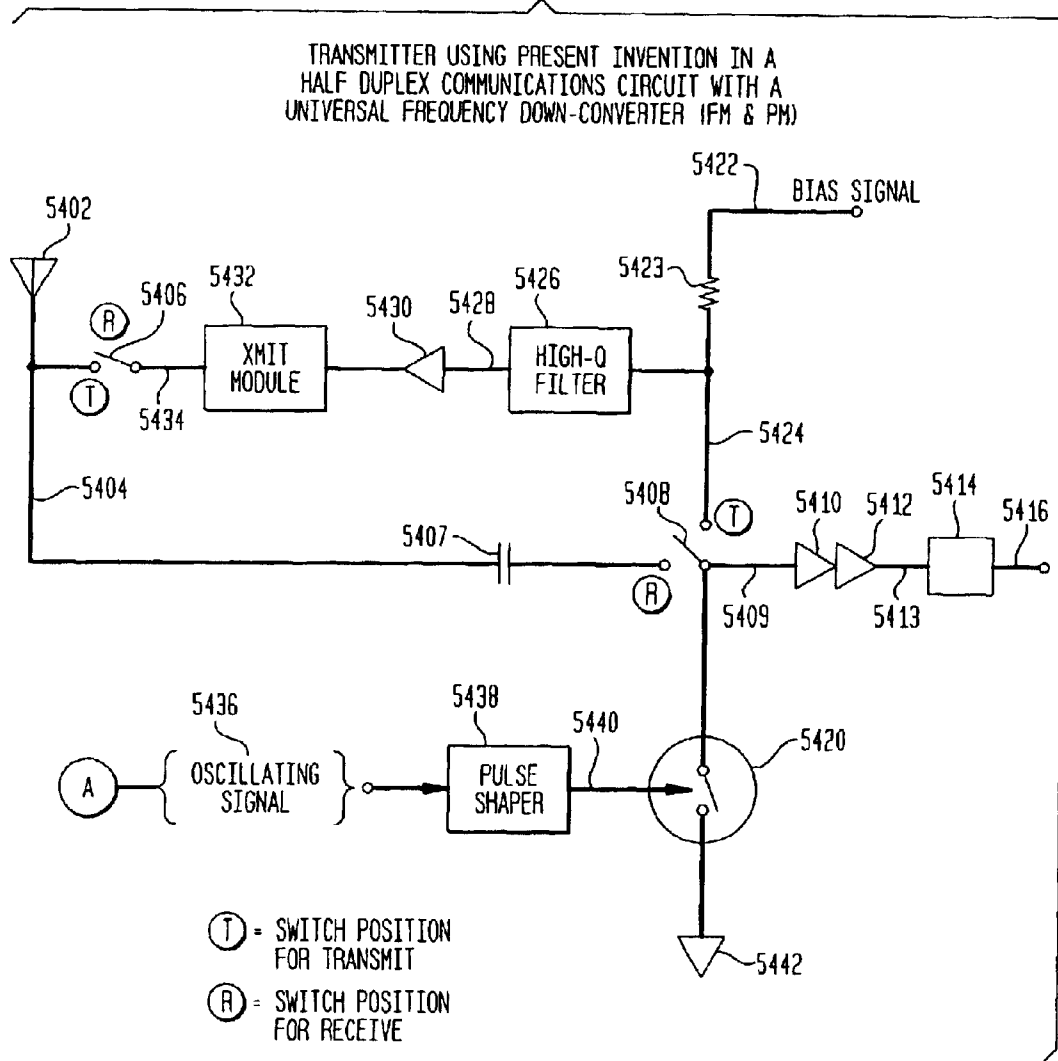 TRANSMITTER USING PRESENT INVENTION IN A
HALF DUPLEX COMMUNICATIONS CIRCUIT WITH A
UNIVERSAL FREQUENCY DOWN-CONVERTER (FM & PM)
5422
BIAS SIGNAL
5402
5423
5406
5432
5430
5428
5426
R
XMIT
MODULE
HIGH-Q
FILTER
T
5434
5424
5404
5408
T
5410
5412
5414
5416
5407
R
5409
5413
5436
5438
5440
5420
A
OSCILLATING
SIGNAL
PULSE
SHAPER
T = SWITCH POSITION
FOR TRANSMIT
5442
R = SWITCH POSITION
FOR RECEIVE